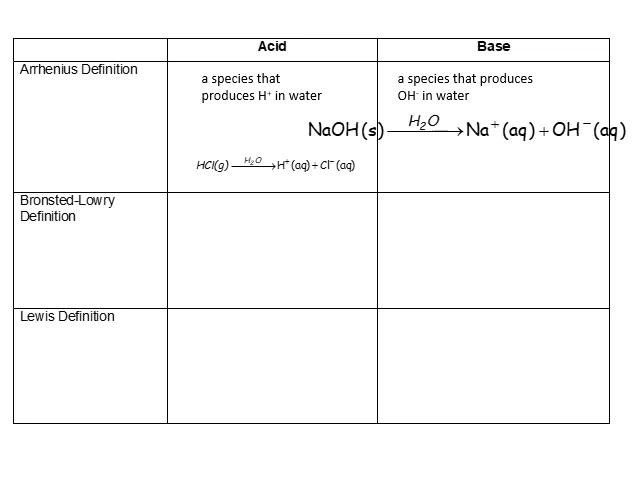 Acid
Base
Arrhenius Definition
a species that
produces H⁺ in water
a species that produces
OH⁻ in water
NaOH(s) —H₂O→ Na⁺(aq) + OH⁻(aq)
HCl(g) —H₂O→ H⁺(aq) + Cl⁻(aq)
Bronsted-Lowry
Definition
Lewis Definition